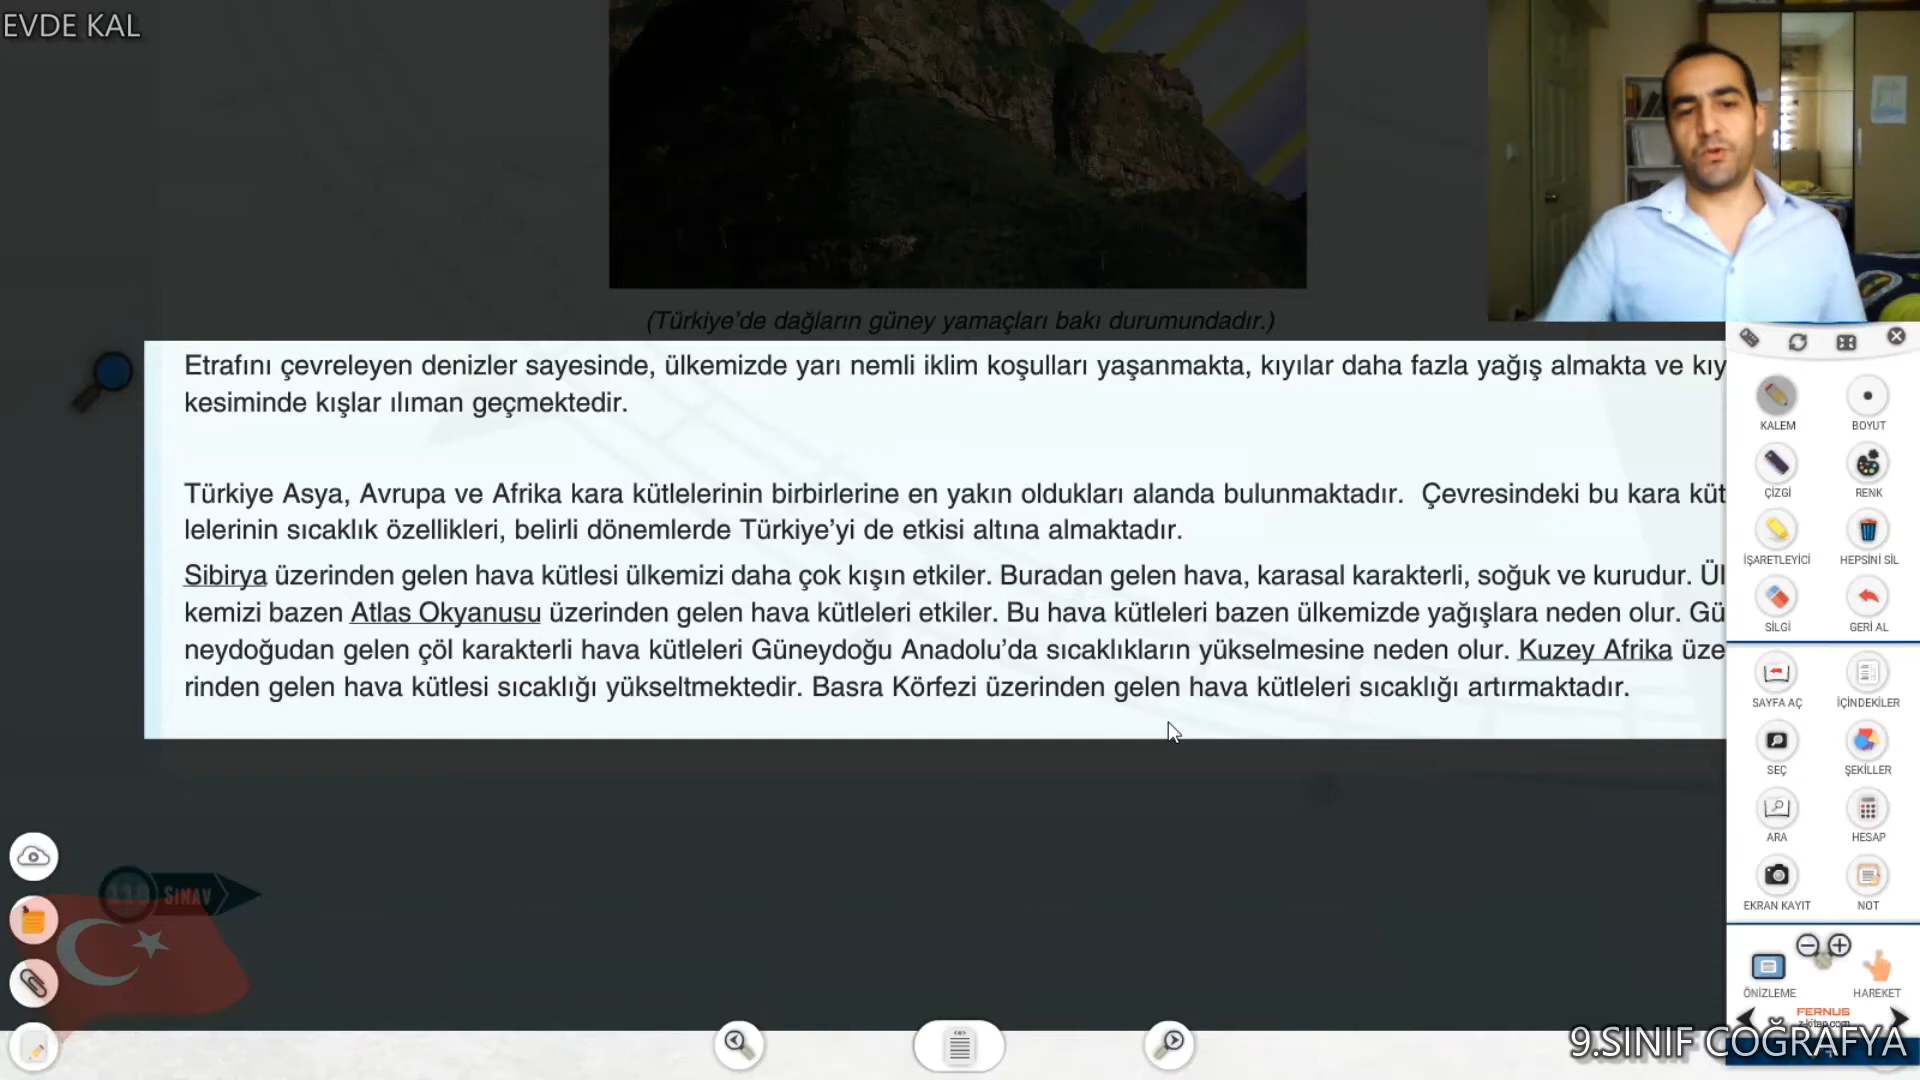 EVDE KAL
(Türkiye'de dağların güney yamaçları bakı durumundadır.)
Etrafını çevreleyen denizler sayesinde, ülkemizde yarı nemli iklim koşulları yaşanmakta, kıyılar daha fazla yağış almakta ve kıy
kesiminde kışlar ılıman geçmektedir.
Türkiye Asya, Avrupa ve Afrika kara kütlelerinin birbirlerine en yakın oldukları alanda bulunmaktadır. Çevresindeki bu kara küt
lelerinin sıcaklık özellikleri, belirli dönemlerde Türkiye'yi de etkisi altına almaktadır.
Sibirya üzerinden gelen hava kütlesi ülkemizi daha çok kışın etkiler. Buradan gelen hava, karasal karakterli, soğuk ve kurudur. Ül
kemizi bazen Atlas Okyanusu üzerinden gelen hava kütleleri etkiler. Bu hava kütleleri bazen ülkemizde yağışlara neden olur. Gü
neydoğudan gelen çöl karakterli hava kütleleri Güneydoğu Anadolu'da sıcaklıkların yükselmesine neden olur. Kuzey Afrika üze
rinden gelen hava kütlesi sıcaklığı yükseltmektedir. Basra Körfezi üzerinden gelen hava kütleleri sıcaklığı artırmaktadır.
KALEM BOYUT
ÇİZGİ RENK
İŞARETLEYİCİ HEPSİNİ SİL
SİLGİ GERİ AL
SAYFA AÇ İÇİNDEKİLER
SEÇ ŞEKİLLER
ARA HESAP
EKRAN KAYIT NOT
ÖNİZLEME HAREKET
FERNUS
z-kitap.com
118 SINAV
9.SINIF COĞRAFYA